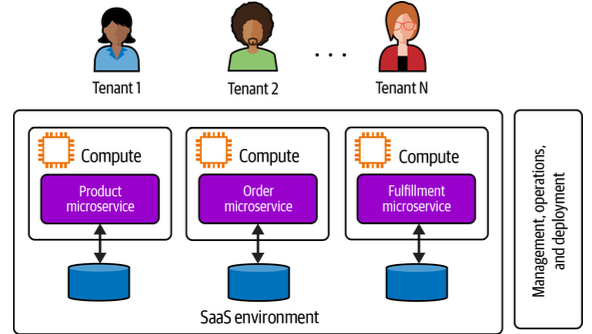 Tenant 1
Tenant 2
...
Tenant N
Compute
Product
microservice
Compute
Order
microservice
Compute
Fulfillment
microservice
SaaS environment
Management, operations,
and deployment